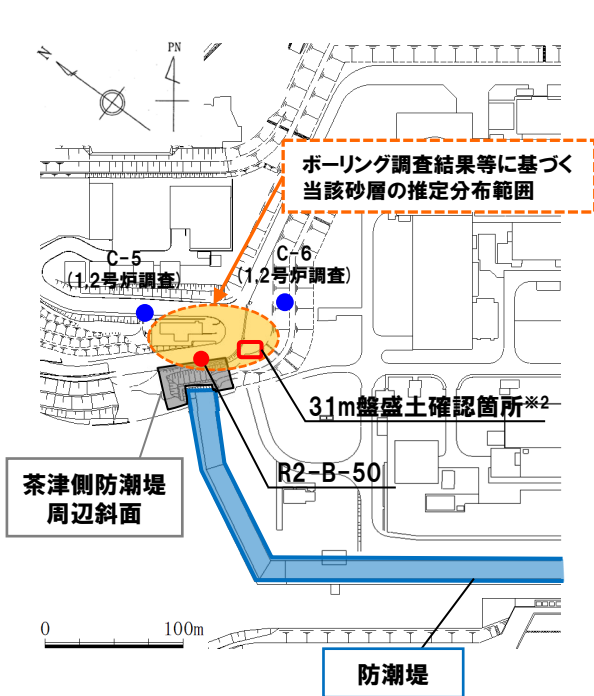 N
PN
ボーリング調査結果等に基づく
当該砂層の推定分布範囲
C-5
(1,2号炉調査)
C-6
(1,2号炉調査)
31m盤盛土確認箇所※2
R2-B-50
茶津側防潮堤
周辺斜面
0 100m
防潮堤